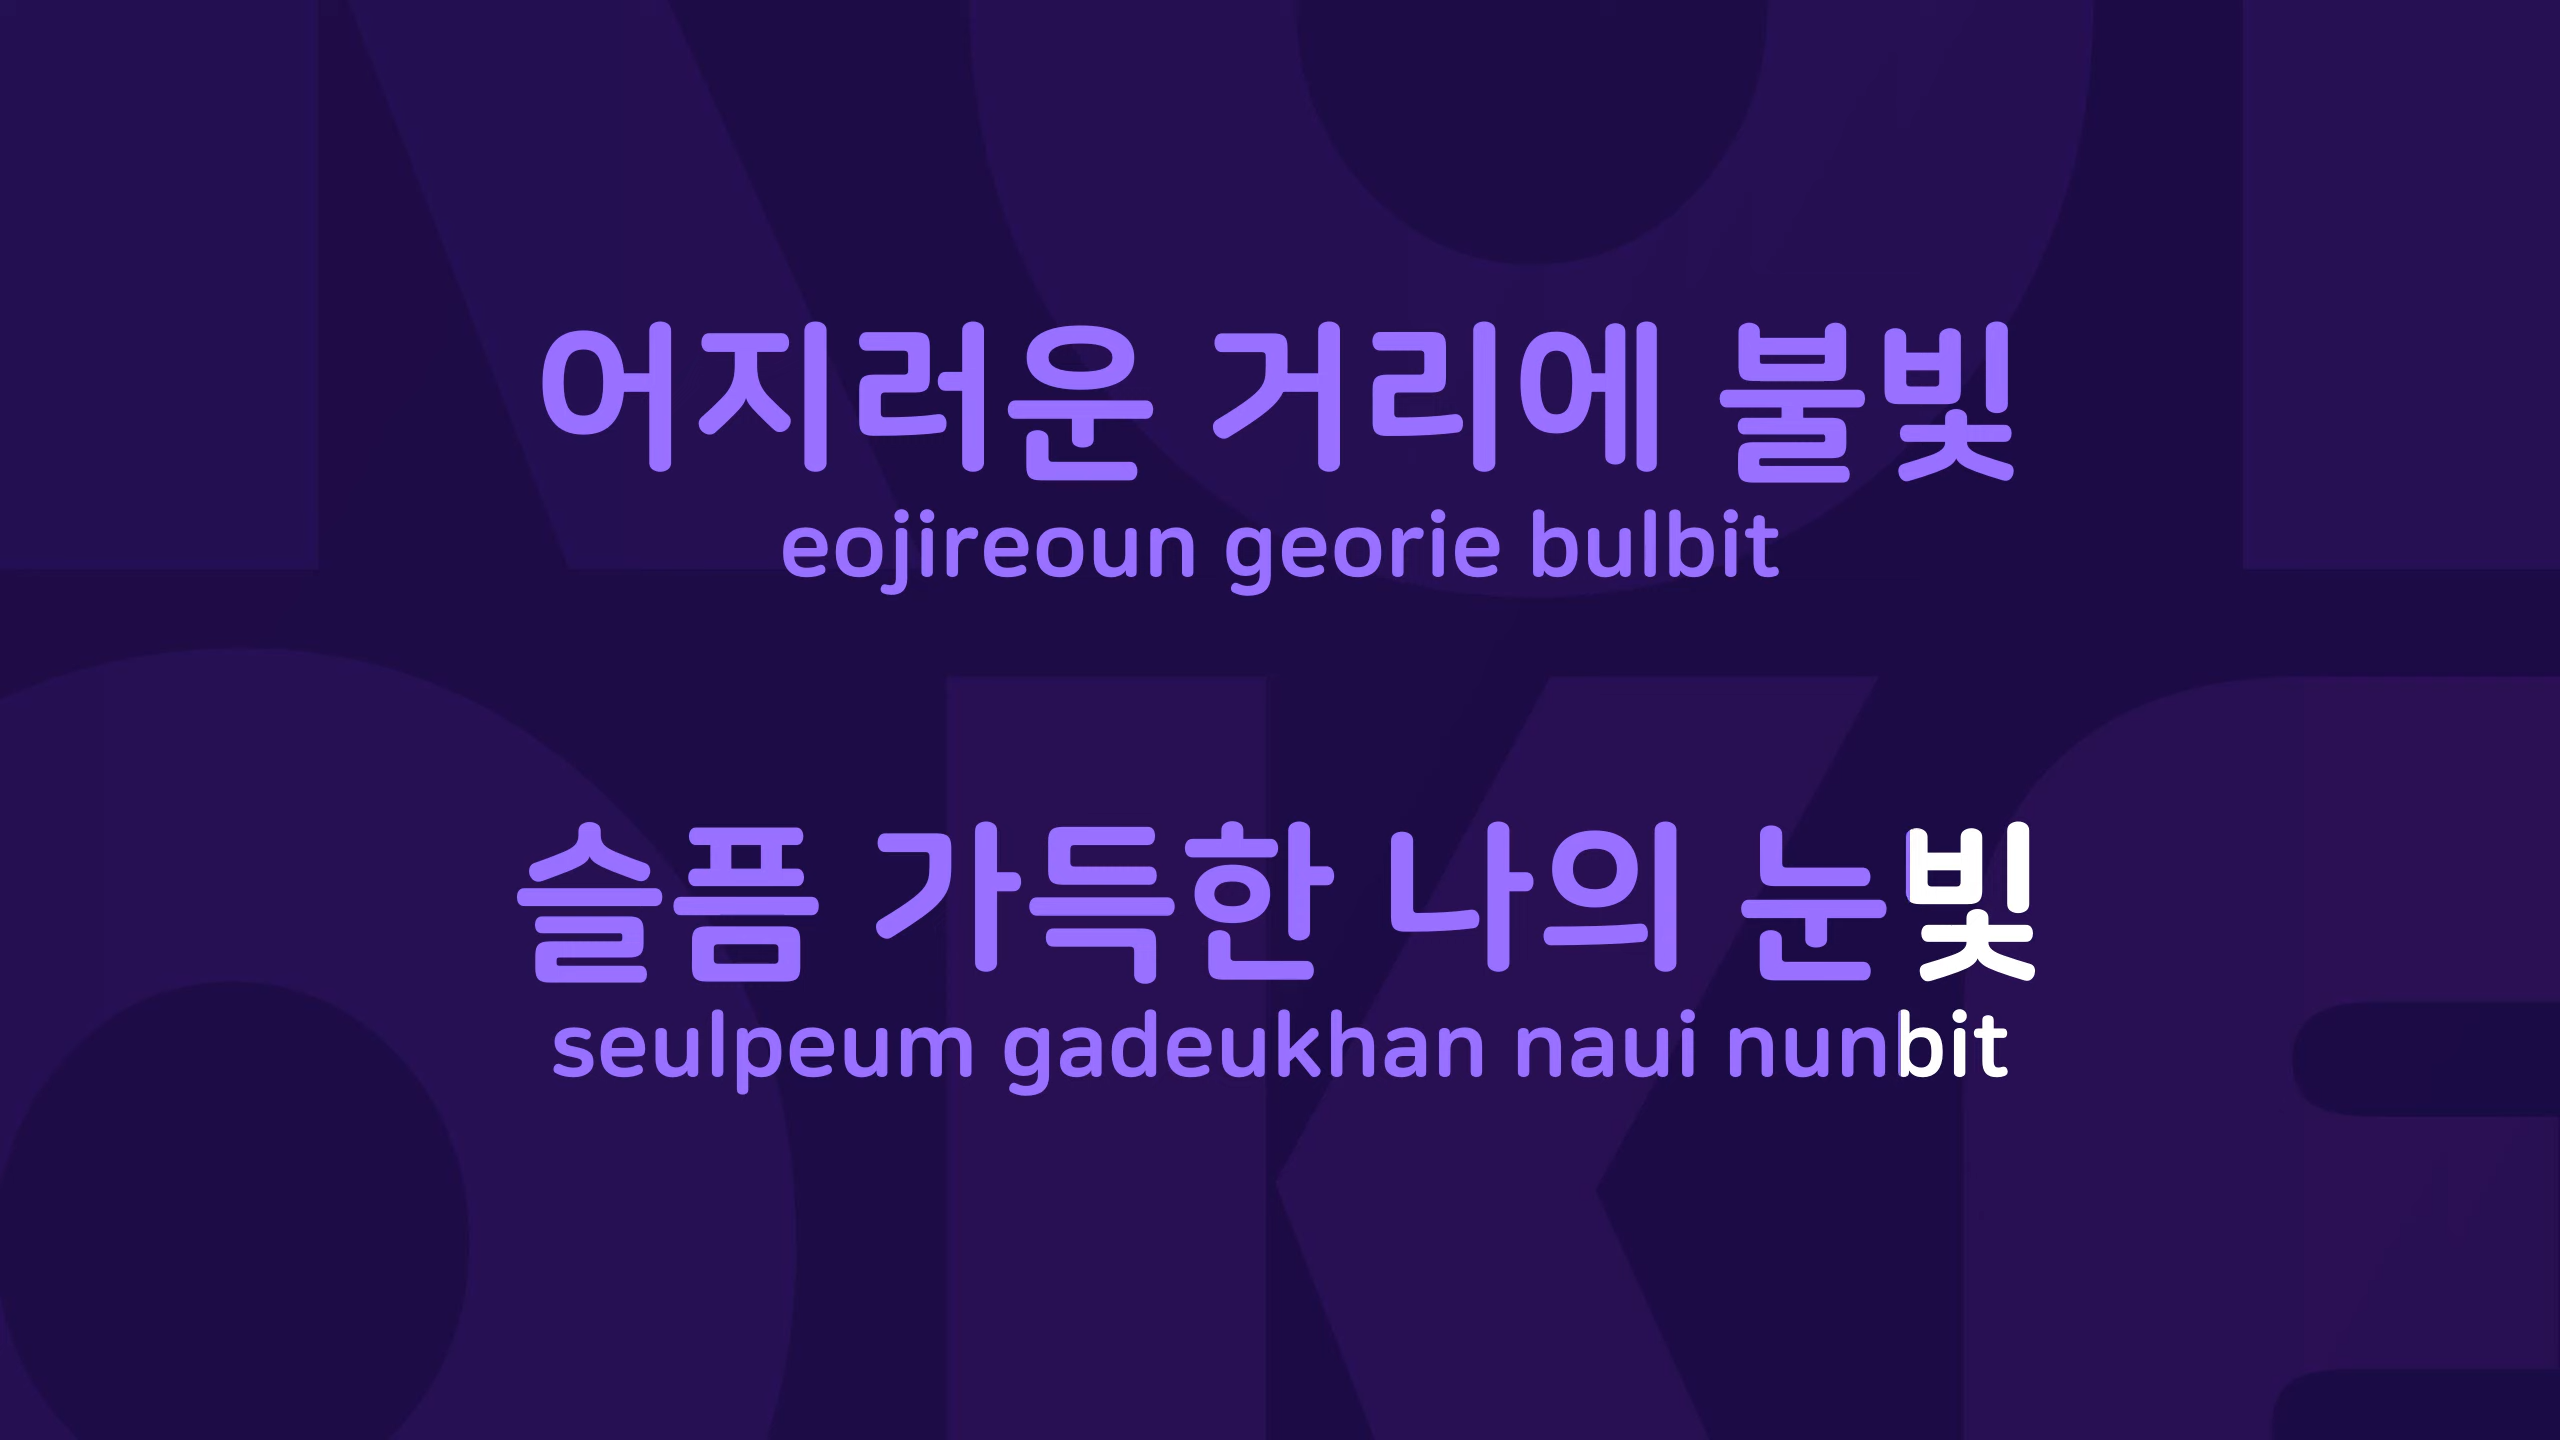 어지러운 거리에 불빛
eojireoun georie bulbit
슬픔 가득한 나의 눈빛
seulpeum gadeukhan naui nunbit